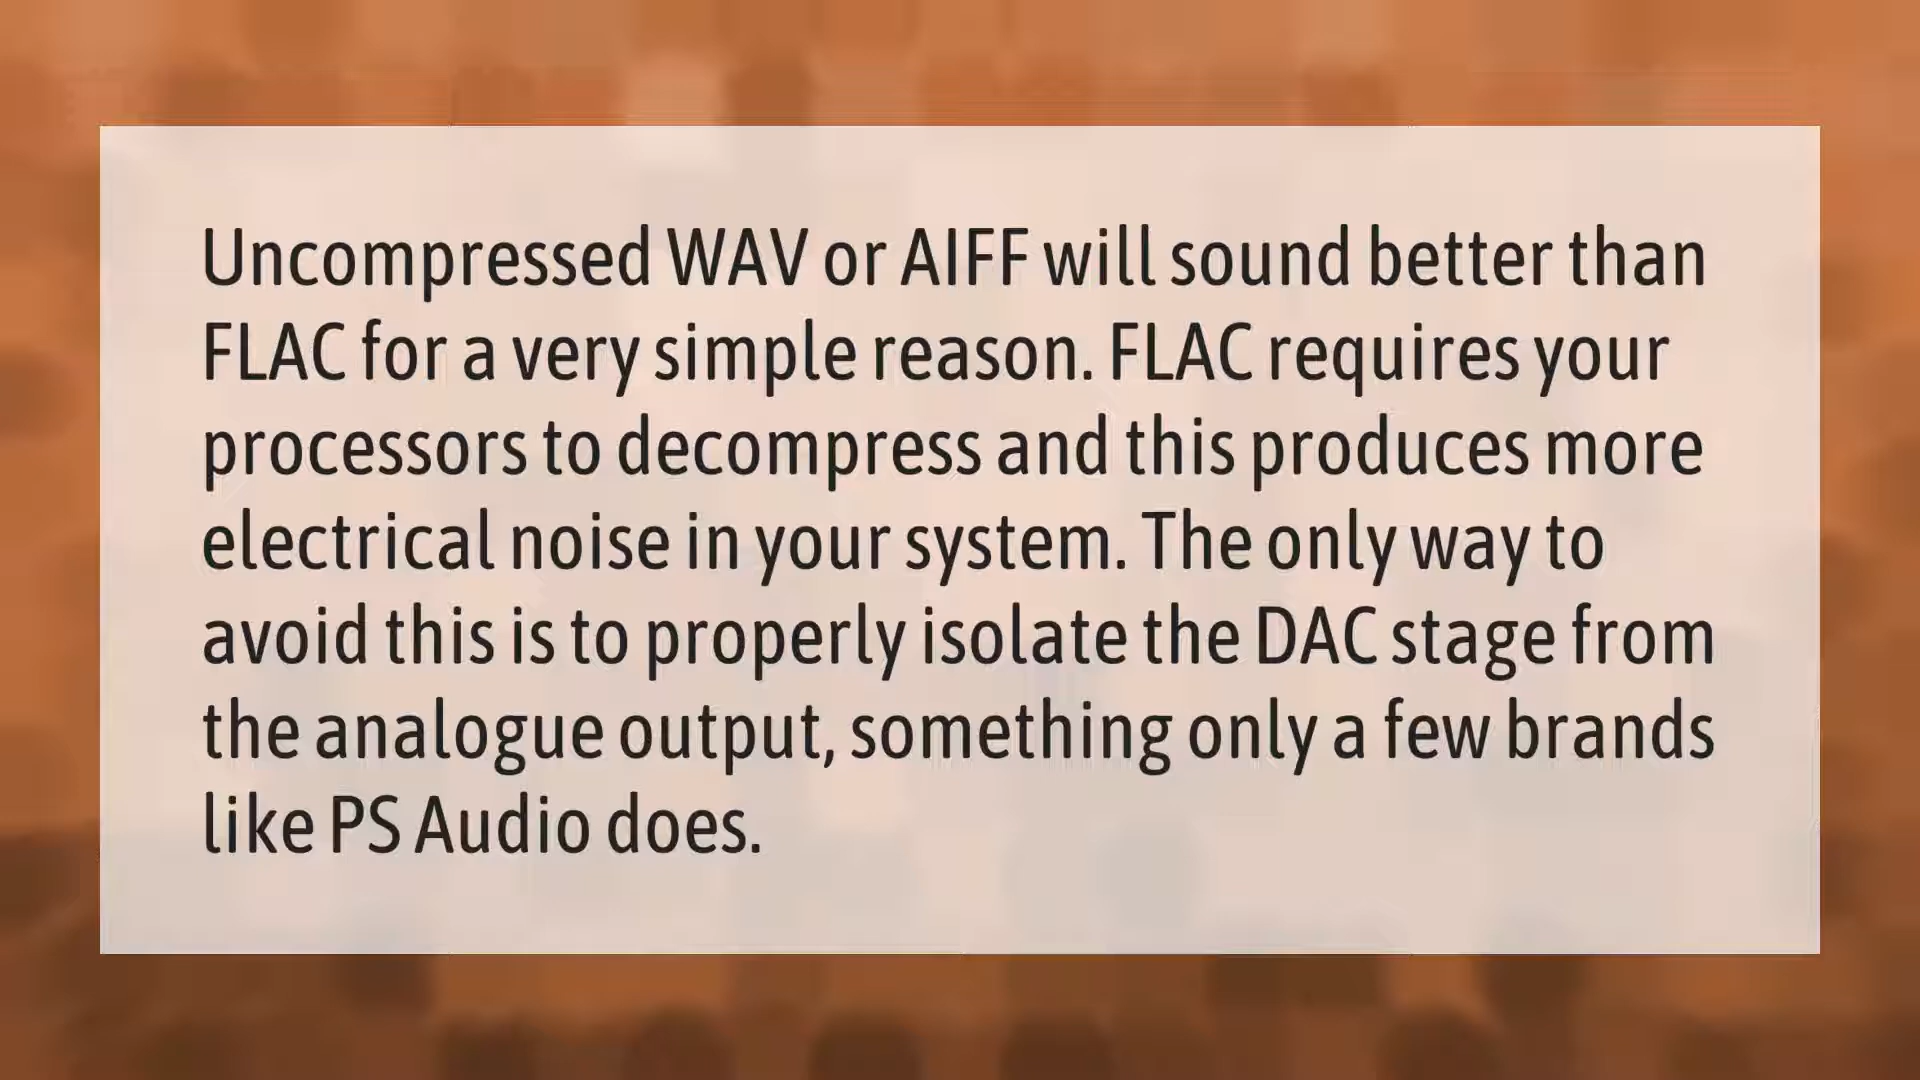 Uncompressed WAV or AIFF will sound better than
FLAC for a very simple reason. FLAC requires your
processors to decompress and this produces more
electrical noise in your system. The only way to
avoid this is to properly isolate the DAC stage from
the analogue output, something only a few brands
like PS Audio does.